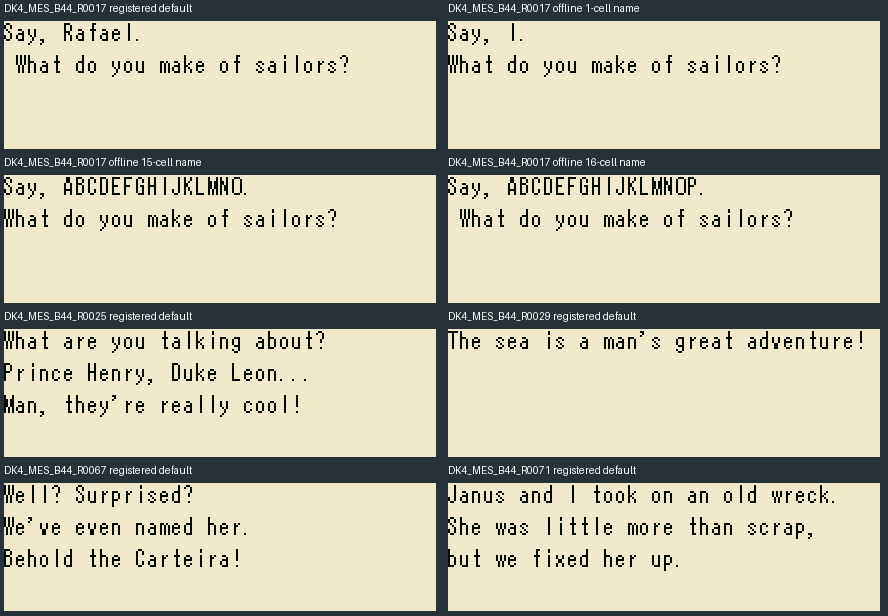 DK4_MES_B44_R0017 registered default
Say, Rafael.
What do you make of sailors?
DK4_MES_B44_R0017 offline 1-cell name
Say, I.
What do you make of sailors?
DK4_MES_B44_R0017 offline 15-cell name
Say, ABCDEFGHIJKLMNO.
What do you make of sailors?
DK4_MES_B44_R0017 offline 16-cell name
Say, ABCDEFGHIJKLMNOP.
What do you make of sailors?
DK4_MES_B44_R0025 registered default
What are you talking about?
Prince Henry, Duke Leon...
Man, they're really cool!
DK4_MES_B44_R0029 registered default
The sea is a man's great adventure!
DK4_MES_B44_R0067 registered default
Well? Surprised?
We've even named her.
Behold the Carteira!
DK4_MES_B44_R0071 registered default
Janus and I took on an old wreck.
She was little more than scrap,
but we fixed her up.